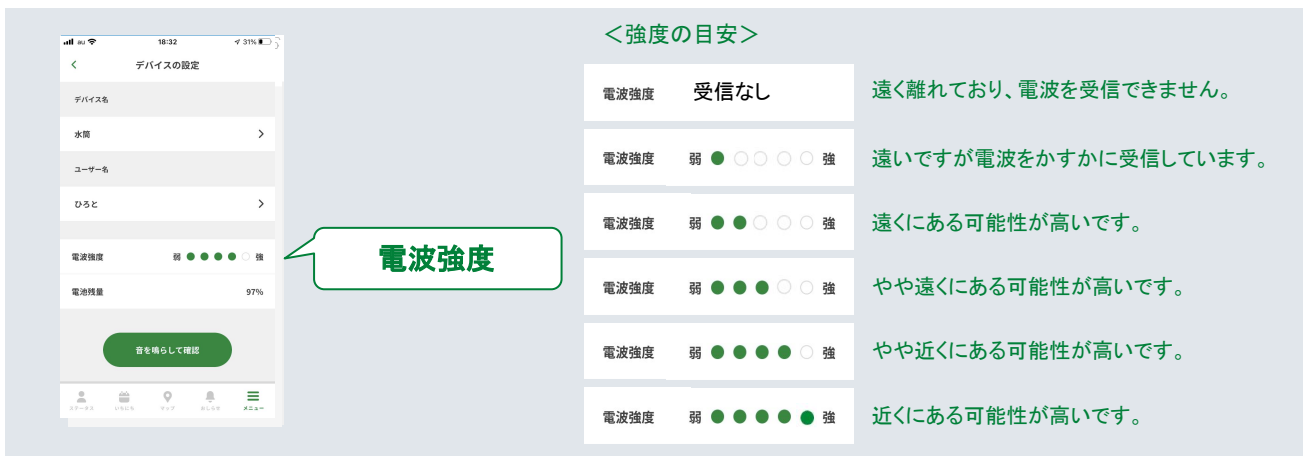 au 18:32 31%
デバイスの設定
デバイス名
水筒
ユーザー名
ひろと
電波強度 弱 強
電池残量 97%
音を鳴らして確認
ステータス いちにち マップ おしらせ メニュー
電波強度
＜強度の目安＞
電波強度 受信なし 遠く離れており、電波を受信できません。
電波強度 弱 強 遠いですが電波をかすかに受信しています。
電波強度 弱 強 遠くにある可能性が高いです。
電波強度 弱 強 やや遠くにある可能性が高いです。
電波強度 弱 強 やや近くにある可能性が高いです。
電波強度 弱 強 近くにある可能性が高いです。